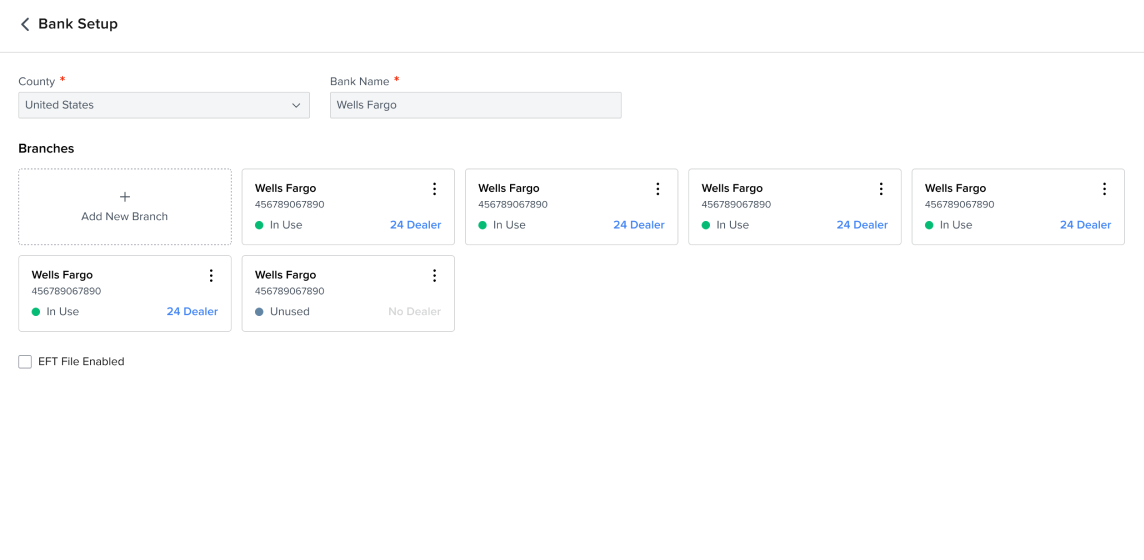 Bank Setup
County *
Bank Name *
United States
Wells Fargo
Branches
+
Add New Branch
Wells Fargo
456789067890
In Use
24 Dealer
Wells Fargo
456789067890
In Use
24 Dealer
Wells Fargo
456789067890
In Use
24 Dealer
Wells Fargo
456789067890
In Use
24 Dealer
Wells Fargo
456789067890
In Use
24 Dealer
Wells Fargo
456789067890
Unused
No Dealer
EFT File Enabled